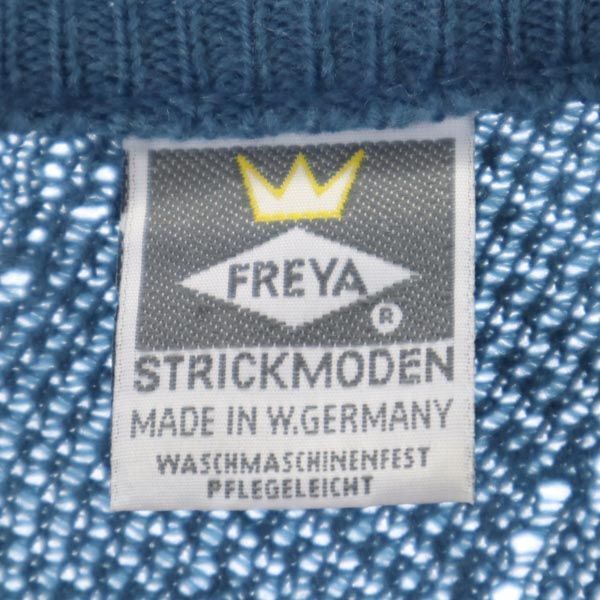 FREYA
®
STRICKMODEN
MADE IN W.GERMANY
WASCHMASCHINENFEST
PFLEGELEICHT